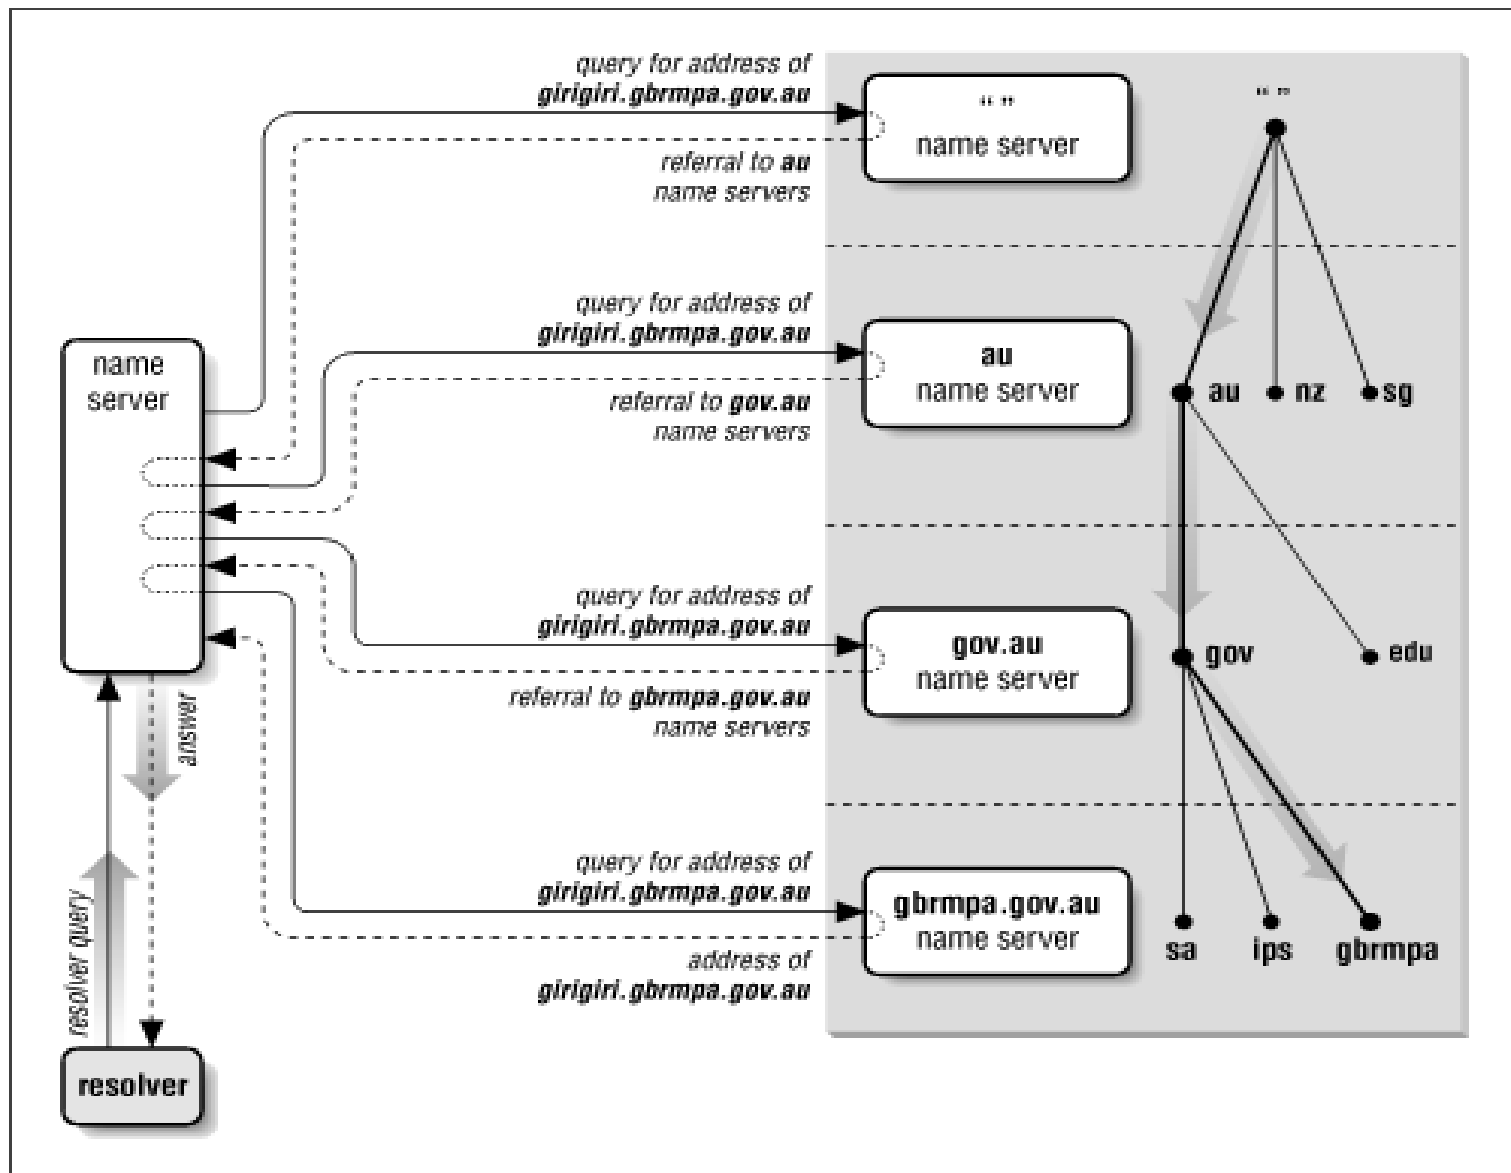 query for address of
girigiri.gbrmpa.gov.au
“ ”
name server
“ ”
referral to au
name servers
query for address of
girigiri.gbrmpa.gov.au
au
name server
au
nz
sg
referral to gov.au
name servers
name
server
query for address of
girigiri.gbrmpa.gov.au
gov.au
name server
gov
edu
referral to gbrmpa.gov.au
name servers
answer
query for address of
girigiri.gbrmpa.gov.au
gbrmpa.gov.au
name server
sa
ips
gbrmpa
address of
girigiri.gbrmpa.gov.au
resolver query
resolver